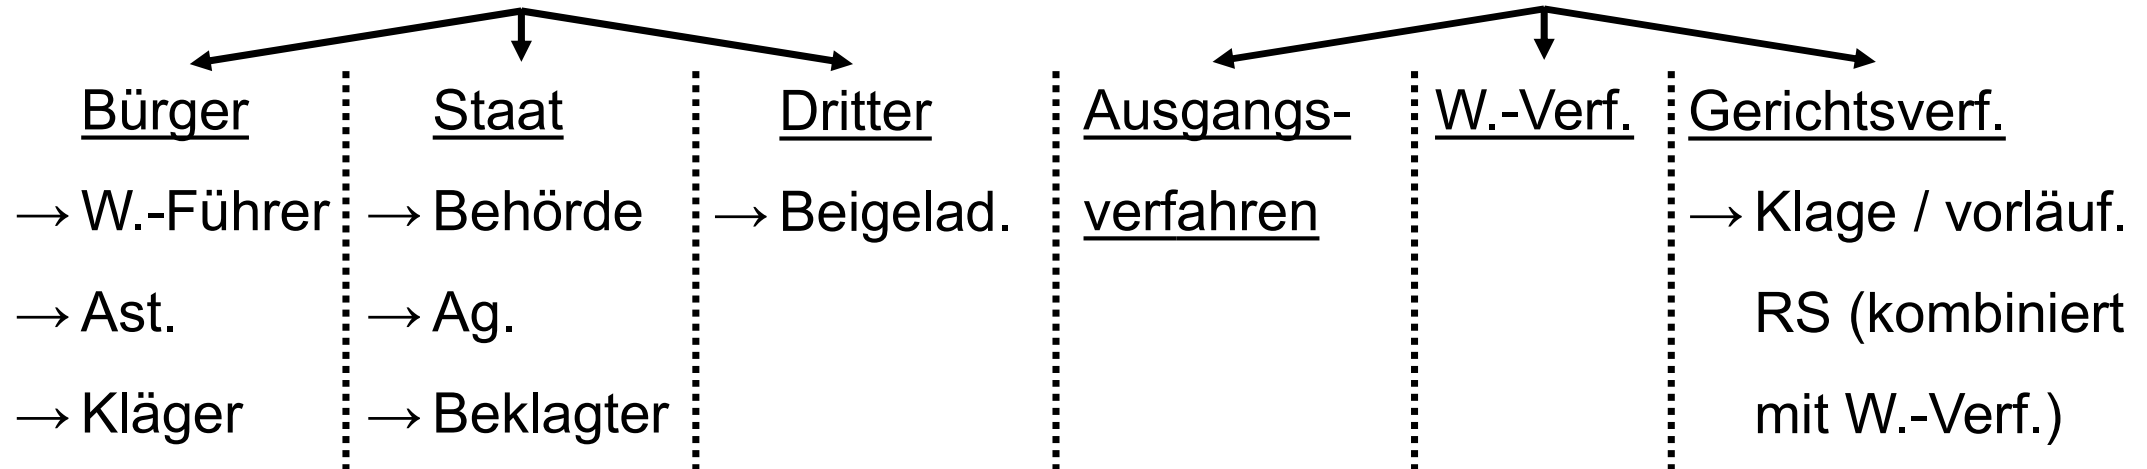 Bürger
→ W.-Führer
→ Ast.
→ Kläger
Staat
→ Behörde
→ Ag.
→ Beklagter
Dritter
→ Beigelad.
Ausgangs-
verfahren
W.-Verf.
Gerichtsverf.
→ Klage / vorläuf.
RS (kombiniert
mit W.-Verf.)